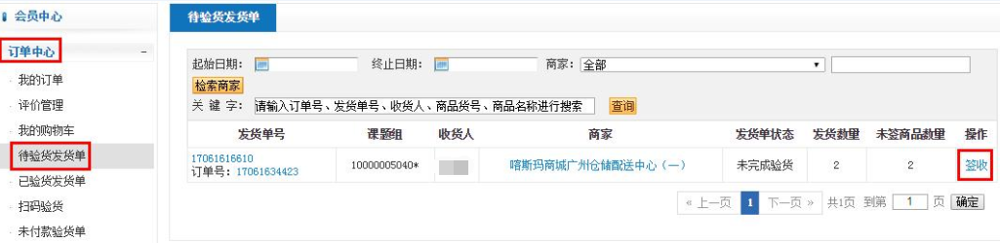 会员中心
订单中心 －
我的订单
评价管理
我的购物车
待验货发货单
已验货发货单
扫码验货
未付款验货单
待验货发货单
起始日期： 终止日期： 商家： 全部
检索商家
关 键 字： 请输入订单号、发货单号、收货人、商品货号、商品名称进行搜索 查询
发货单号 课题组 收货人 商家 发货单状态 发货数量 未签商品数量 操作
17061616610
订单号：17061634423 10000005040* 喀斯玛商城广州仓储配送中心（一） 未完成验货 2 2 签收
« 上一页 1 下一页 » 共1页 到第 1 页 确定